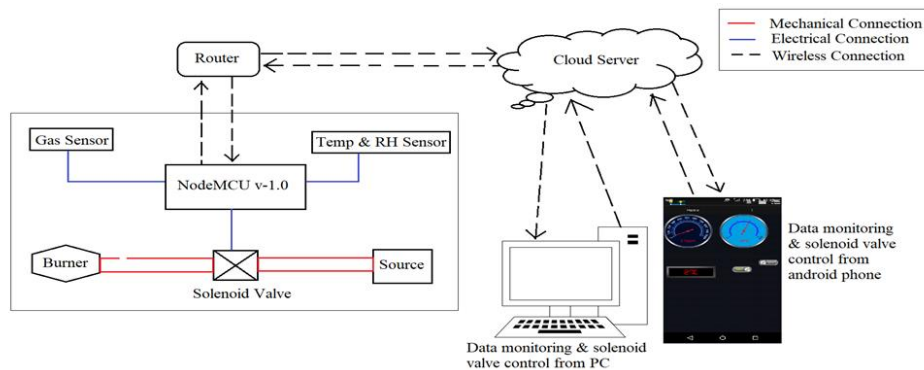 Mechanical Connection
Electrical Connection
Wireless Connection
Router
Cloud Server
Gas Sensor
Temp & RH Sensor
NodeMCU v-1.0
Burner
Source
Solenoid Valve
Data monitoring
& solenoid valve
control from
android phone
Data monitoring & solenoid
valve control from PC